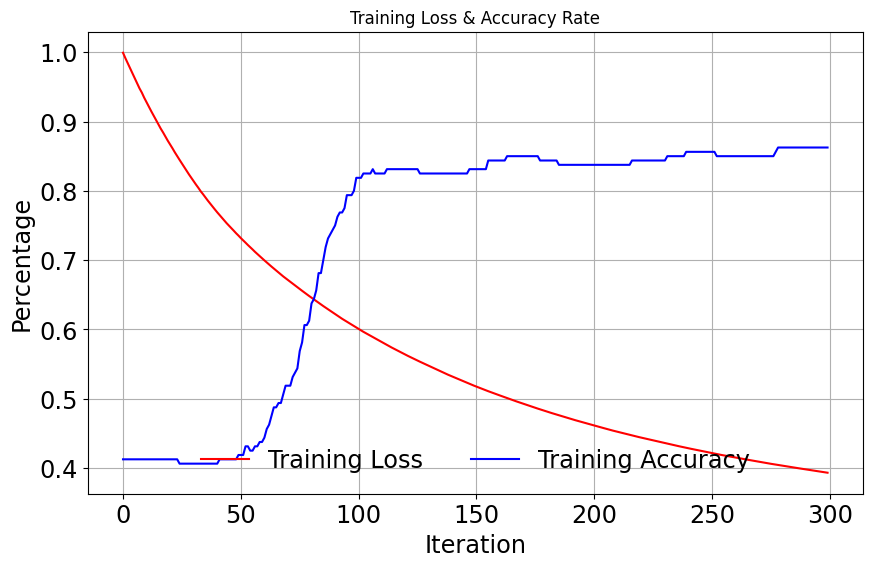 Training Loss & Accuracy Rate
1.0
0.9
0.8
0.7
0.6
0.5
0.4
Percentage
Training Loss
Training Accuracy
0
50
100
150
200
250
300
Iteration